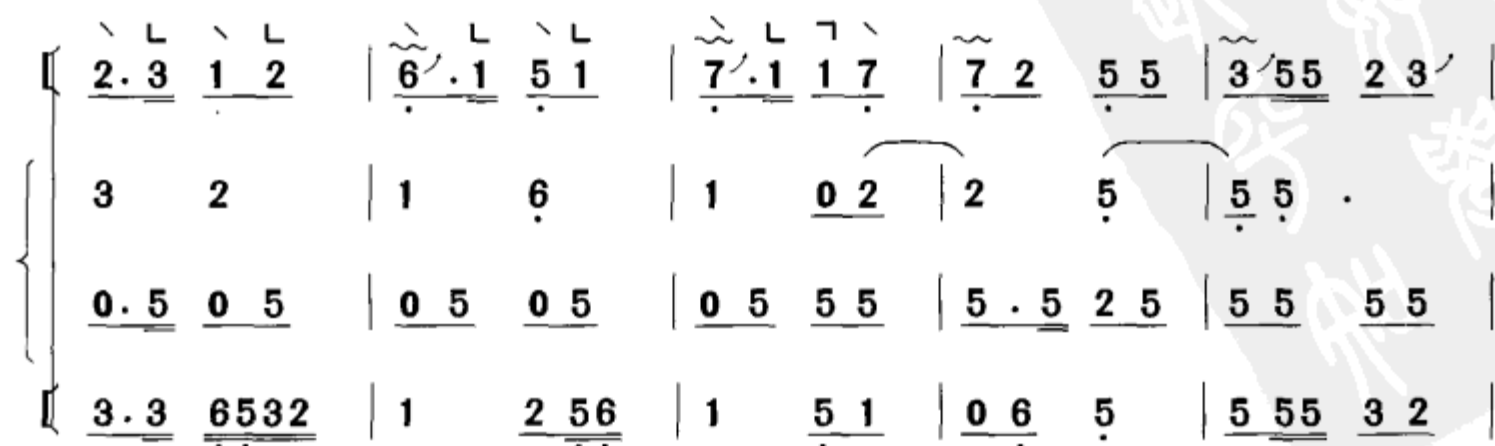 2. 3 1 2 | 6 . 1 5 1 | 7 . 1 1 7 | 7 2 5 5 | 3 55 2 3 |
3 2 | 1 6 | 1 0 2 | 2 5 | 5 5 . |
0. 5 0 5 | 0 5 0 5 | 0 5 5 5 | 5 . 5 2 5 | 5 5 5 5 |
3. 3 6532 | 1 2 56 | 1 5 1 | 0 6 5 | 5 55 3 2 |